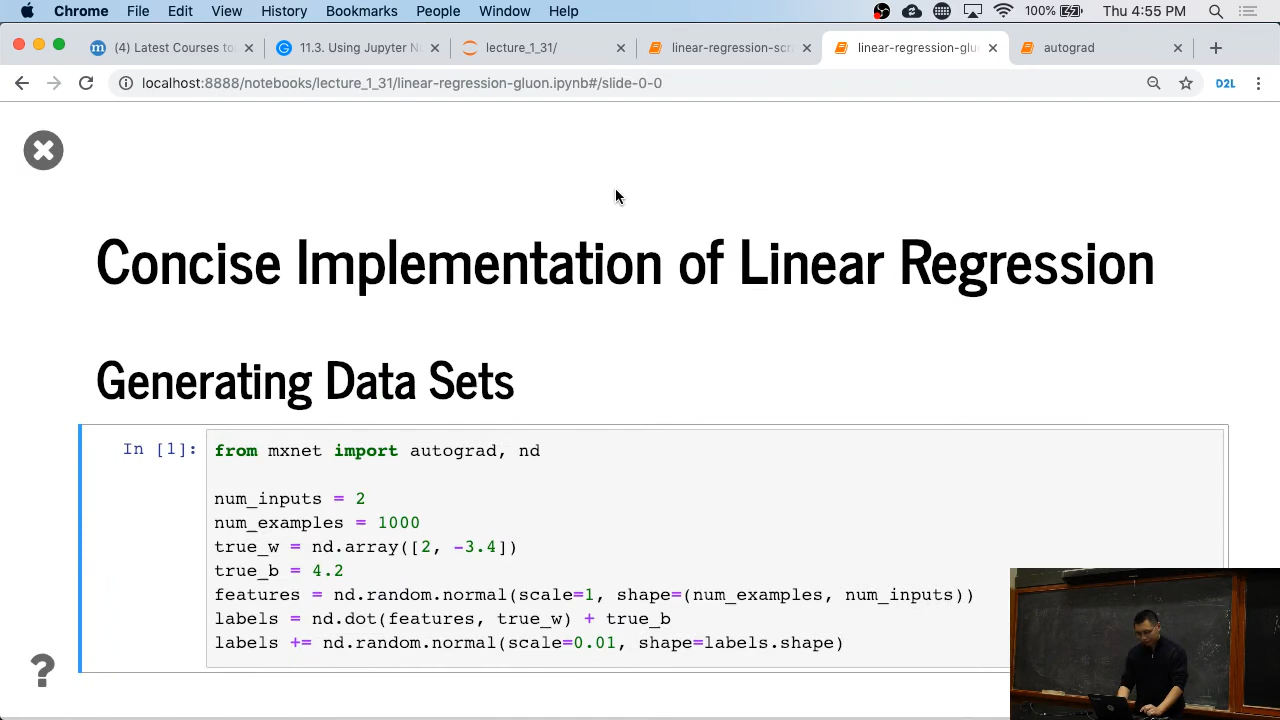 Chrome File Edit View History Bookmarks People Window Help 100% Thu 4:55 PM
(4) Latest Courses to
11.3. Using Jupyter N
lecture_1_31/
linear-regression-scr
linear-regression-glu
autograd
localhost:8888/notebooks/lecture_1_31/linear-regression-gluon.ipynb#/slide-0-0
D2L
Concise Implementation of Linear Regression
Generating Data Sets
In [1]:
from mxnet import autograd, nd
num_inputs = 2
num_examples = 1000
true_w = nd.array([2, -3.4])
true_b = 4.2
features = nd.random.normal(scale=1, shape=(num_examples, num_inputs))
labels = nd.dot(features, true_w) + true_b
labels += nd.random.normal(scale=0.01, shape=labels.shape)
?